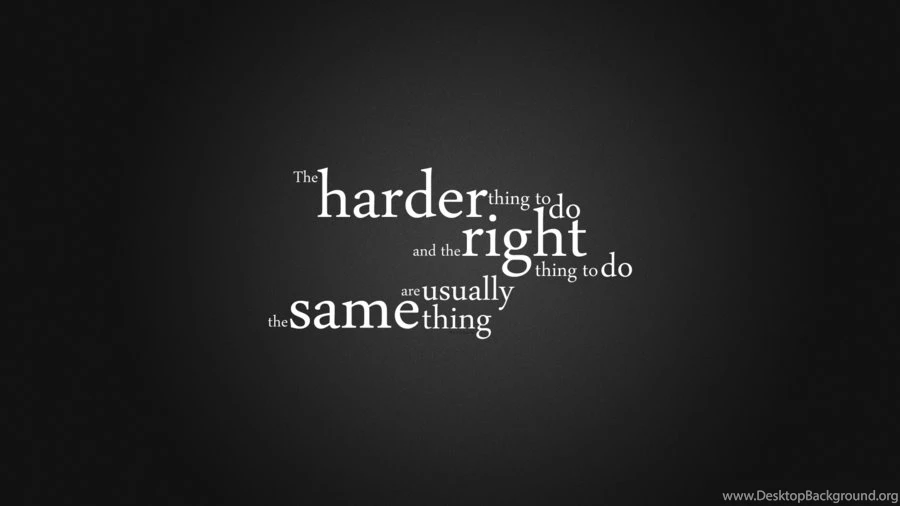 The harder thing to do
and the right
thing to do
are usually
the same thing
www.DesktopBackground.org